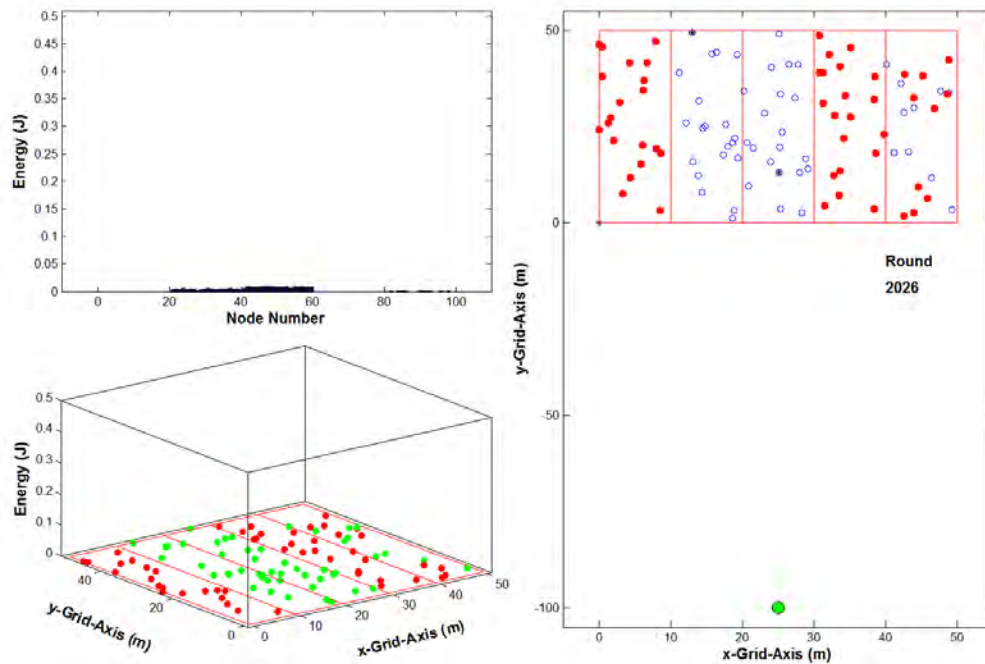 0.5
0.45
0.4
0.35
0.3
0.25
0.2
0.15
0.1
0.05
0
Energy (J)
0 20 40 60 80 100
Node Number
0.5
0.4
0.3
0.2
0.1
0
Energy (J)
40
20
0
y-Grid-Axis (m)
0 10 20 30 40 50
x-Grid-Axis (m)
50
0
-50
-100
y-Grid-Axis (m)
Round
2026
0 10 20 30 40 50
x-Grid-Axis (m)